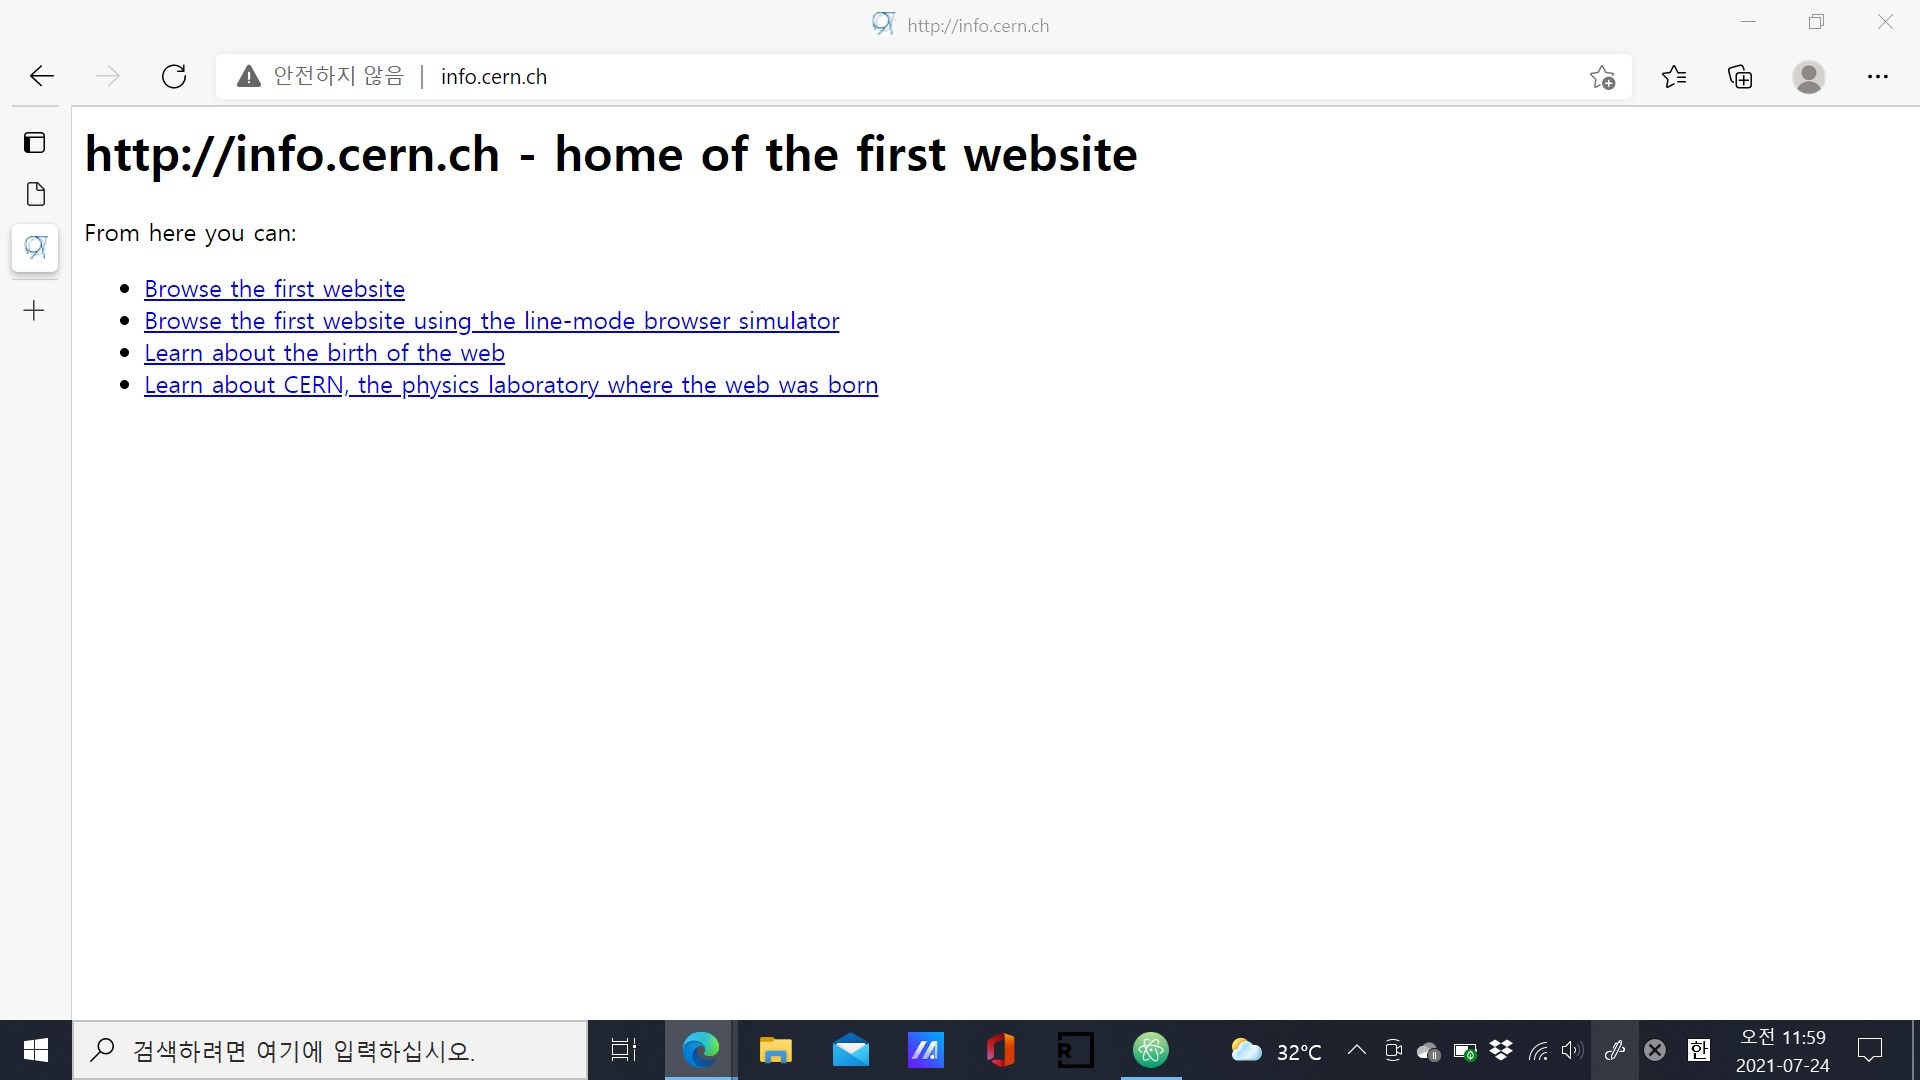 http://info.cern.ch
안전하지 않음 | info.cern.ch
http://info.cern.ch - home of the first website
From here you can:
Browse the first website
Browse the first website using the line-mode browser simulator
Learn about the birth of the web
Learn about CERN, the physics laboratory where the web was born
검색하려면 여기에 입력하십시오.
R
32°C
한
오전 11:59
2021-07-24